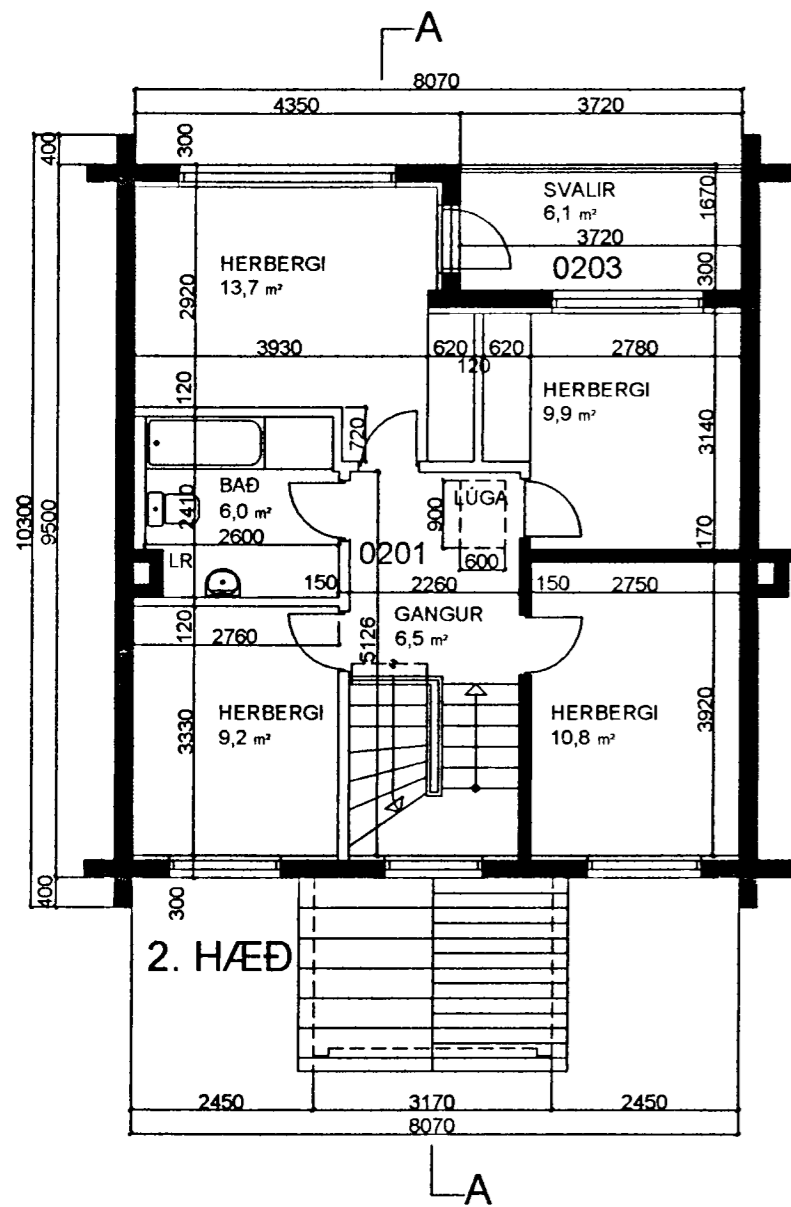 A
8070
4350
3720
400
300
SVALIR
6,1 m²
1670
3720
HERBERGI
13,7 m²
0203
300
2920
3930
620
620
2780
120
HERBERGI
9,9 m²
120
720
3140
BAÐ
6,0 m²
LÚGA
900
2410
2600
10300
9500
170
0201
LR
600
150
2260
150
2750
GANGUR
6,5 m²
120
2760
5126
HERBERGI
9,2 m²
HERBERGI
10,8 m²
3330
3920
400
300
2. HÆÐ
2450
3170
2450
8070
A